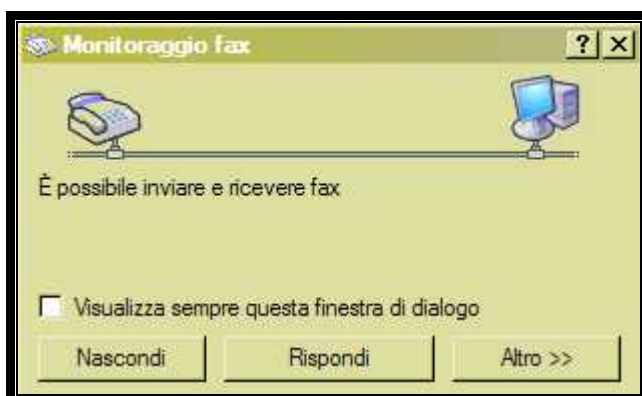 Monitoraggio fax
È possibile inviare e ricevere fax
Visualizza sempre questa finestra di dialogo
Nascondi Rispondi Altro >>